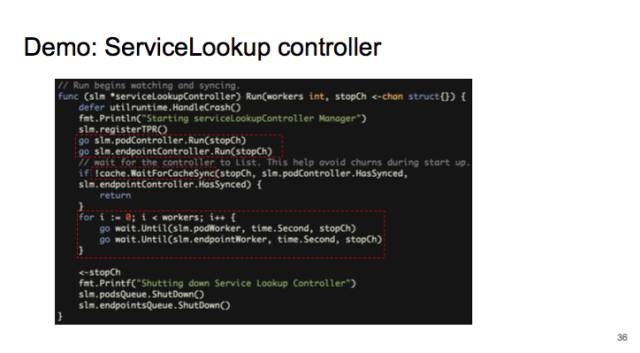 Demo: ServiceLookup controller
// Run begins watching and syncing.
func (slm *serviceLookupController) Run(workers int, stopCh <-chan struct{}) {
defer utilruntime.HandleCrash()
fmt.Println("Starting serviceLookupController Manager")
slm.registerTPR()
go slm.podController.Run(stopCh)
go slm.endpointController.Run(stopCh)
// wait for the controller to List. This help avoid churns during start up.
if !cache.WaitForCacheSync(stopCh, slm.podController.HasSynced,
slm.endpointController.HasSynced) {
return
}
for i := 0; i < workers; i++ {
go wait.Until(slm.podWorker, time.Second, stopCh)
go wait.Until(slm.endpointWorker, time.Second, stopCh)
}
<-stopCh
fmt.Printf("Shutting down Service Lookup Controller")
slm.podsQueue.ShutDown()
slm.endpointsQueue.ShutDown()
}
36